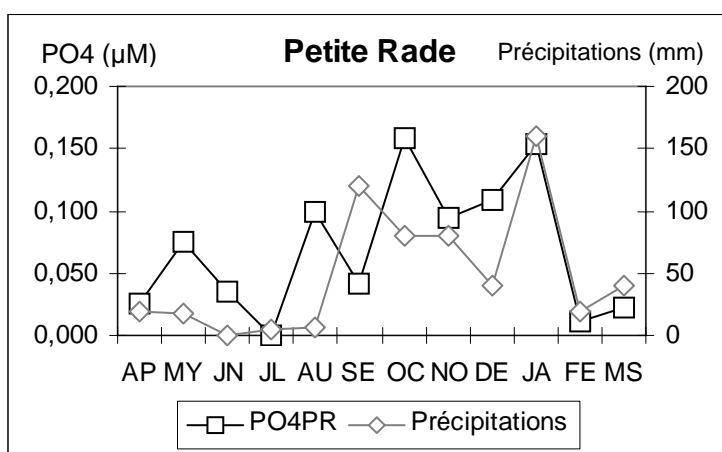 PO4 (µM) Petite Rade Précipitations (mm)
0,200 200
0,150 150
0,100 100
0,050 50
0,000 0
AP MY JN JL AU SE OC NO DE JA FE MS
PO4PR Précipitations